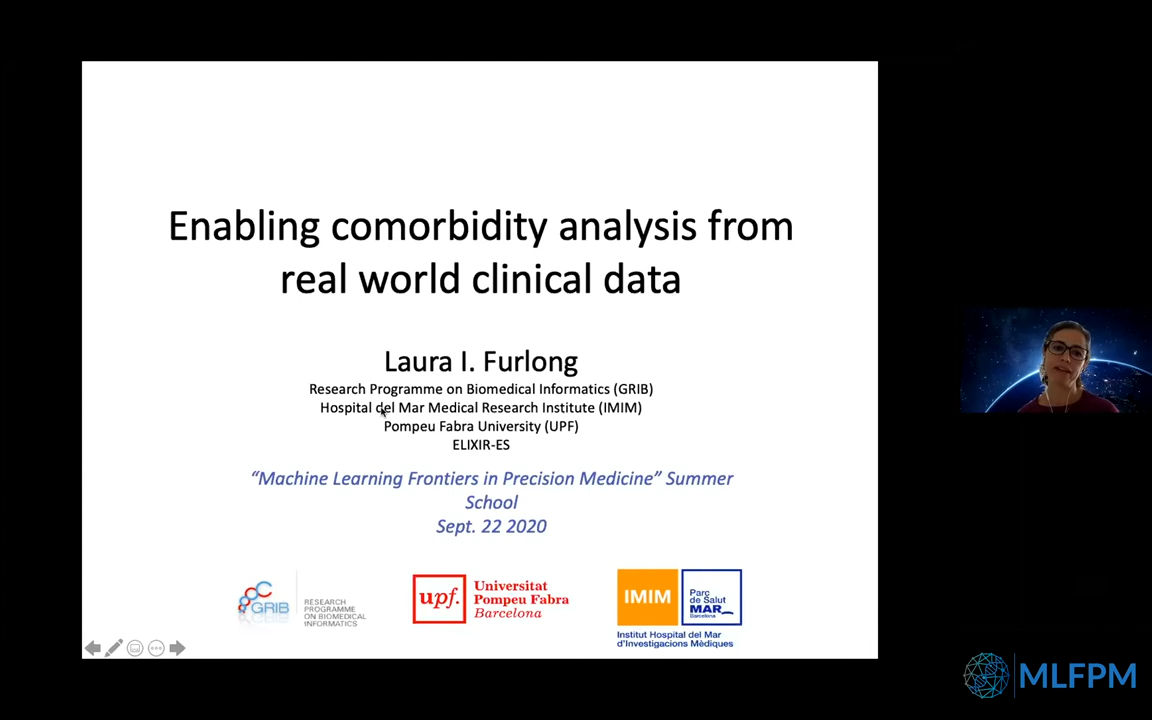 Enabling comorbidity analysis from
real world clinical data
Laura I. Furlong
Research Programme on Biomedical Informatics (GRIB)
Hospital del Mar Medical Research Institute (IMIM)
Pompeu Fabra University (UPF)
ELIXIR-ES
“Machine Learning Frontiers in Precision Medicine” Summer
School
Sept. 22 2020
GRIB
RESEARCH
PROGRAMME
ON BIOMEDICAL
INFORMATICS
upf.
Universitat
Pompeu Fabra
Barcelona
IMIM
Parc
de Salut
MAR
Barcelona
Institut Hospital del Mar
d'Investigacions Mèdiques
MLFPM